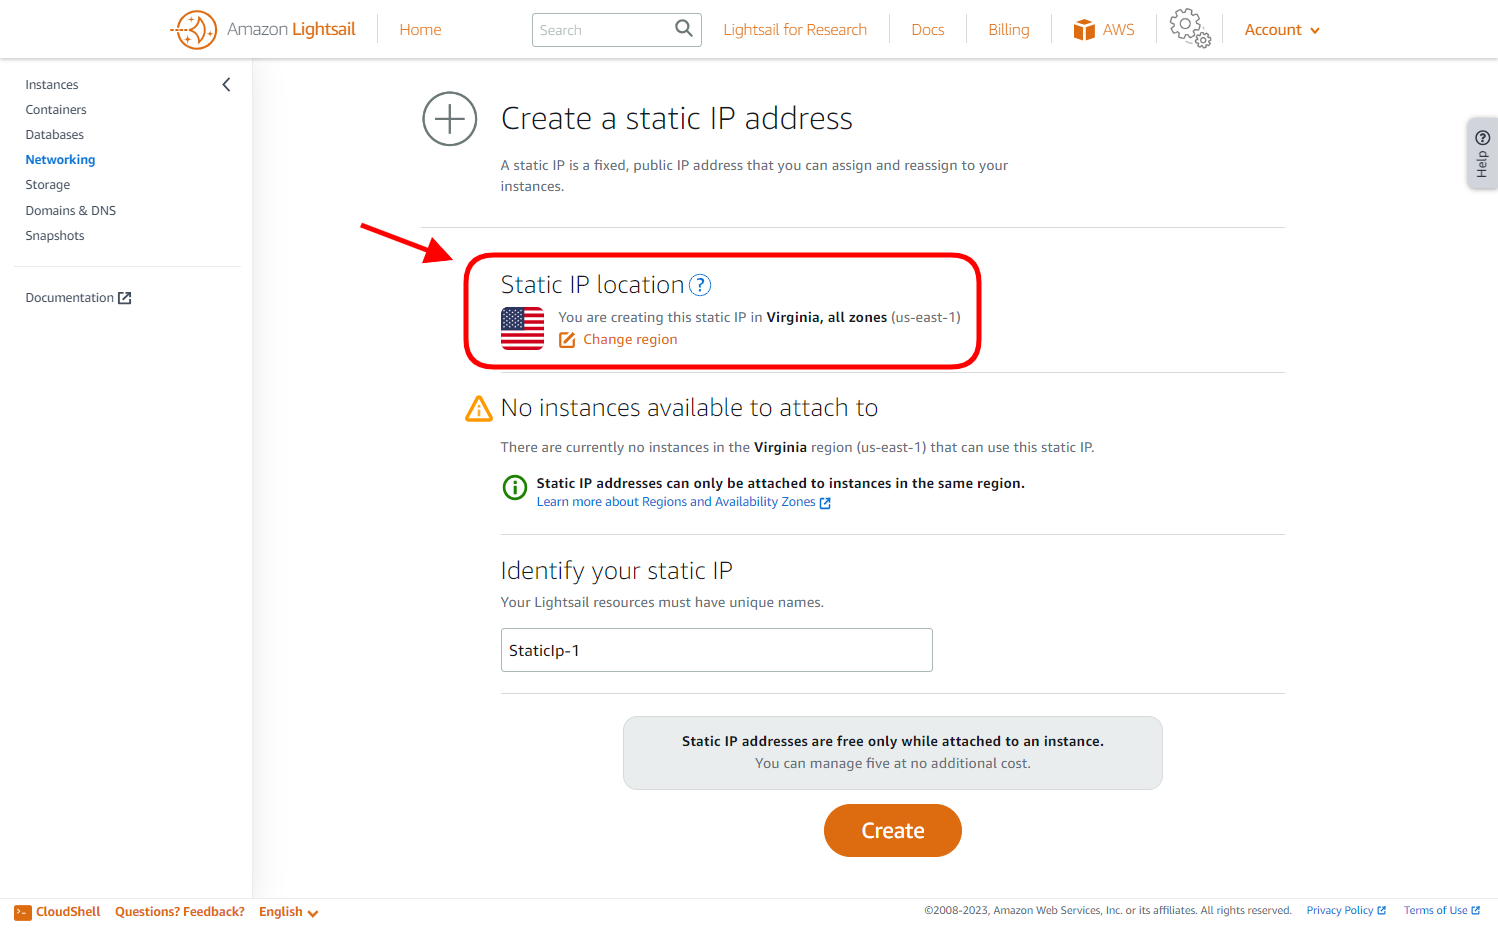 Amazon Lightsail
Home
Search
Lightsail for Research
Docs
Billing
AWS
Account
Instances
Containers
Databases
Networking
Storage
Domains & DNS
Snapshots
Documentation
Create a static IP address
A static IP is a fixed, public IP address that you can assign and reassign to your
instances.
Help
Static IP location
You are creating this static IP in Virginia, all zones (us-east-1)
Change region
No instances available to attach to
There are currently no instances in the Virginia region (us-east-1) that can use this static IP.
Static IP addresses can only be attached to instances in the same region.
Learn more about Regions and Availability Zones
Identify your static IP
Your Lightsail resources must have unique names.
StaticIp-1
Static IP addresses are free only while attached to an instance.
You can manage five at no additional cost.
Create
CloudShell
Questions? Feedback?
English
©2008-2023, Amazon Web Services, Inc. or its affiliates. All rights reserved.
Privacy Policy
Terms of Use